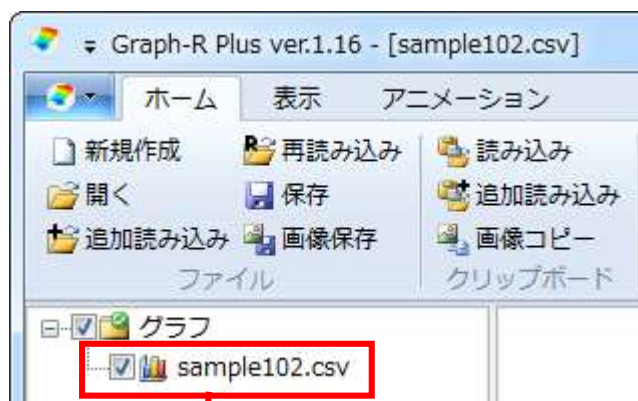 Graph-R Plus ver.1.16 - [sample102.csv]
ホーム 表示 アニメーション
新規作成 再読み込み 読み込み
開く 保存 追加読み込み
追加読み込み 画像保存 画像コピー
ファイル クリップボード
グラフ
sample102.csv